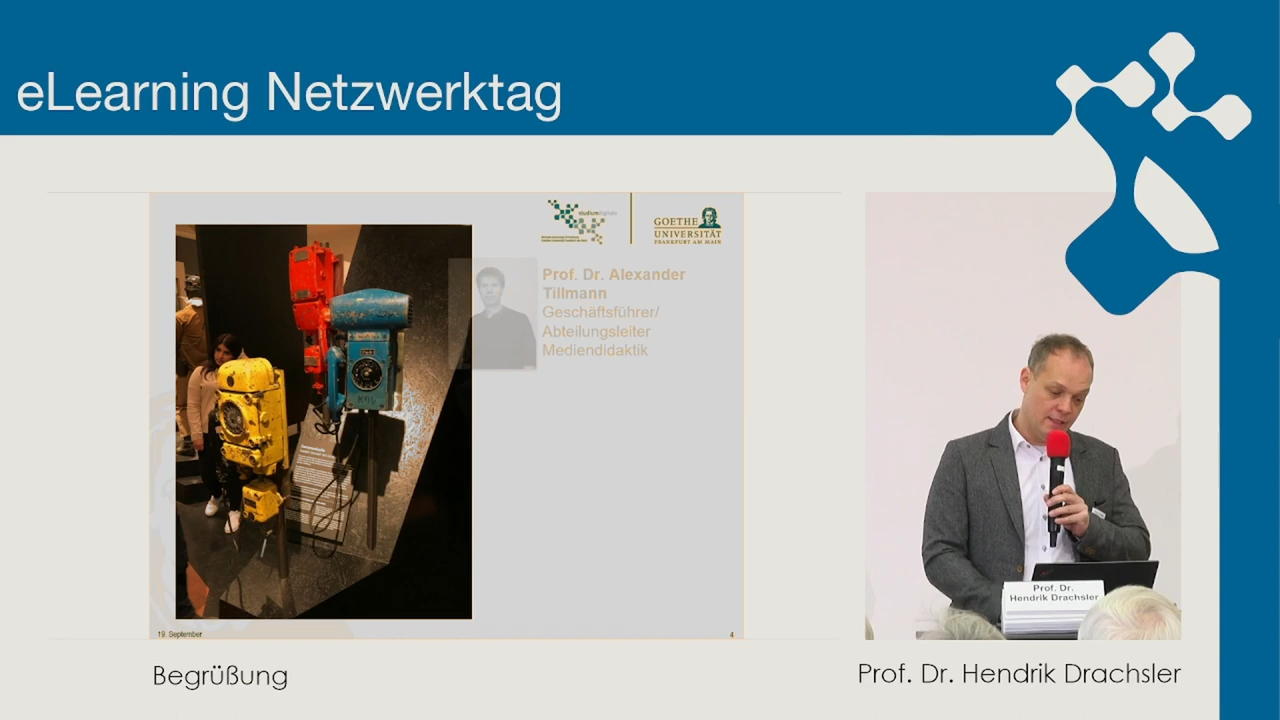 eLearning Netzwerktag
studiumdigitale
GOETHE
UNIVERSITÄT
FRANKFURT AM MAIN
Prof. Dr. Alexander
Tillmann
Geschäftsführer/
Abteilungsleiter
Mediendidaktik
19. September
4
Prof. Dr.
Hendrik Drachsler
Begrüßung
Prof. Dr. Hendrik Drachsler